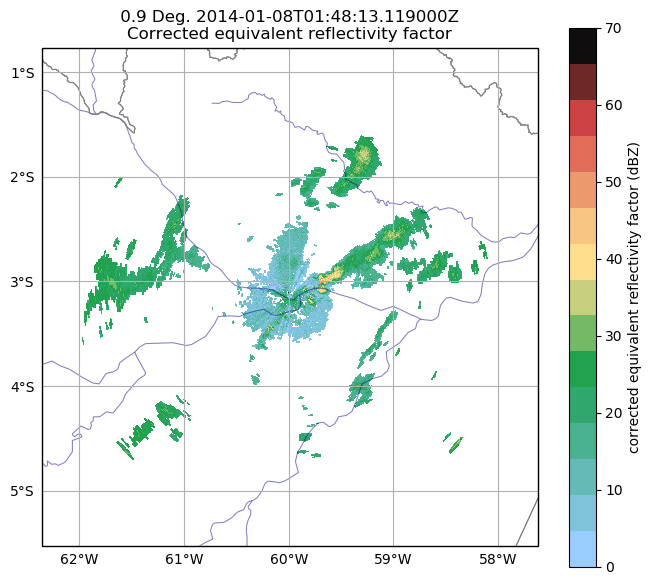 0.9 Deg. 2014-01-08T01:48:13.119000Z
Corrected equivalent reflectivity factor
1°S
2°S
3°S
4°S
5°S
62°W 61°W 60°W 59°W 58°W
70
60
50
40
30
20
10
0
corrected equivalent reflectivity factor (dBZ)